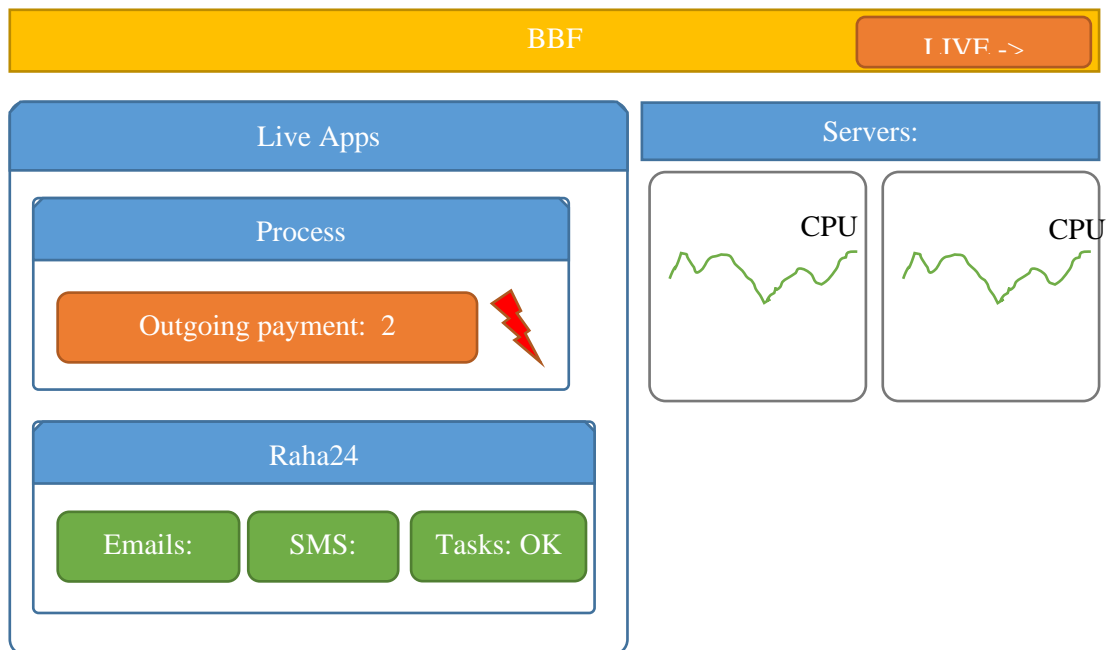 BBF
LIVE ->
Live Apps
Servers:
Process
CPU
CPU
Outgoing payment: 2
Raha24
Emails:
SMS:
Tasks: OK